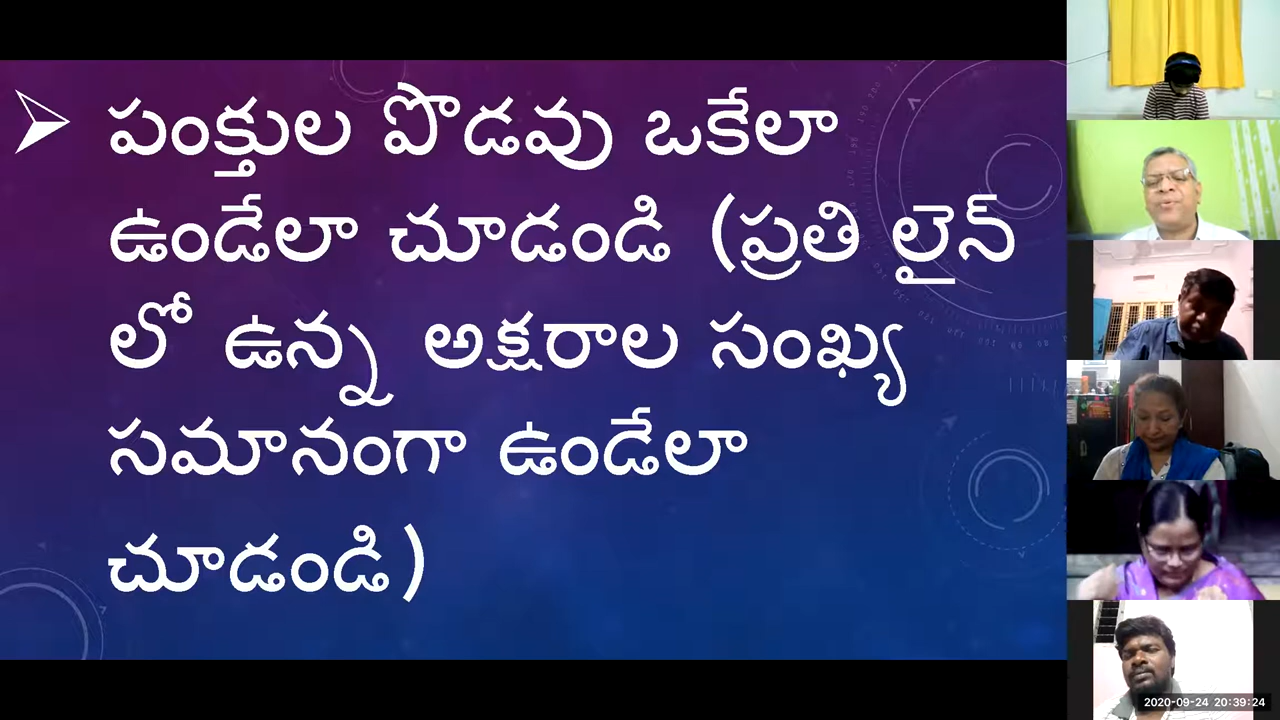 పంక్తుల పొడవు ఒకేలా
ఉండేలా చూడండి (ప్రతి లైన్
లో ఉన్న అక్షరాల సంఖ్య
సమానంగా ఉండేలా
చూడండి)
2020-09-24 20:39:24